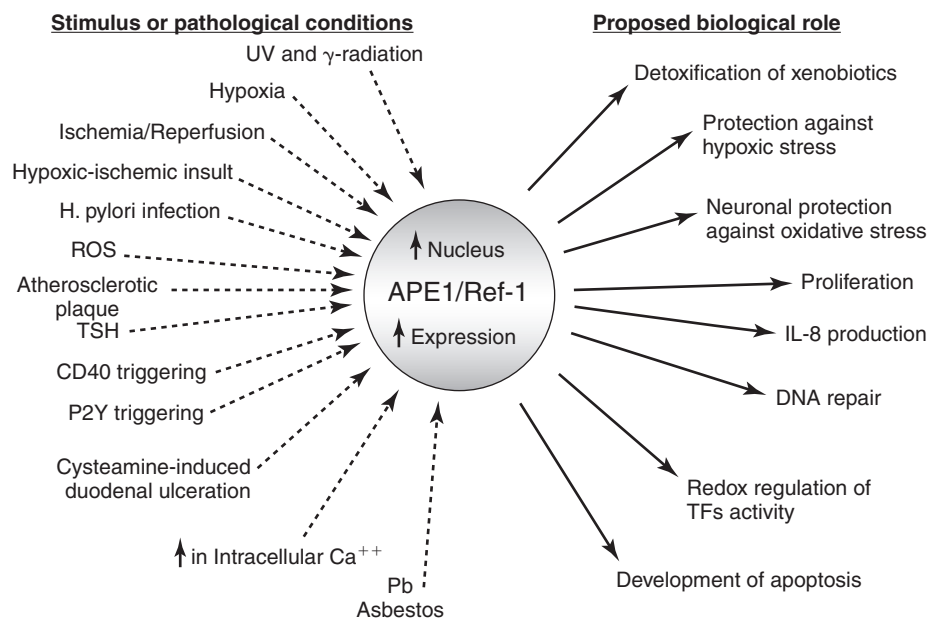 Stimulus or pathological conditions
UV and γ-radiation
Hypoxia
Ischemia/Reperfusion
Hypoxic-ischemic insult
H. pylori infection
ROS
Atherosclerotic
plaque
TSH
CD40 triggering
P2Y triggering
Cysteamine-induced
duodenal ulceration
in Intracellular Ca++
Pb
Asbestos
Nucleus
APE1/Ref-1
Expression
Proposed biological role
Detoxification of xenobiotics
Protection against
hypoxic stress
Neuronal protection
against oxidative stress
Proliferation
IL-8 production
DNA repair
Redox regulation of
TFs activity
Development of apoptosis